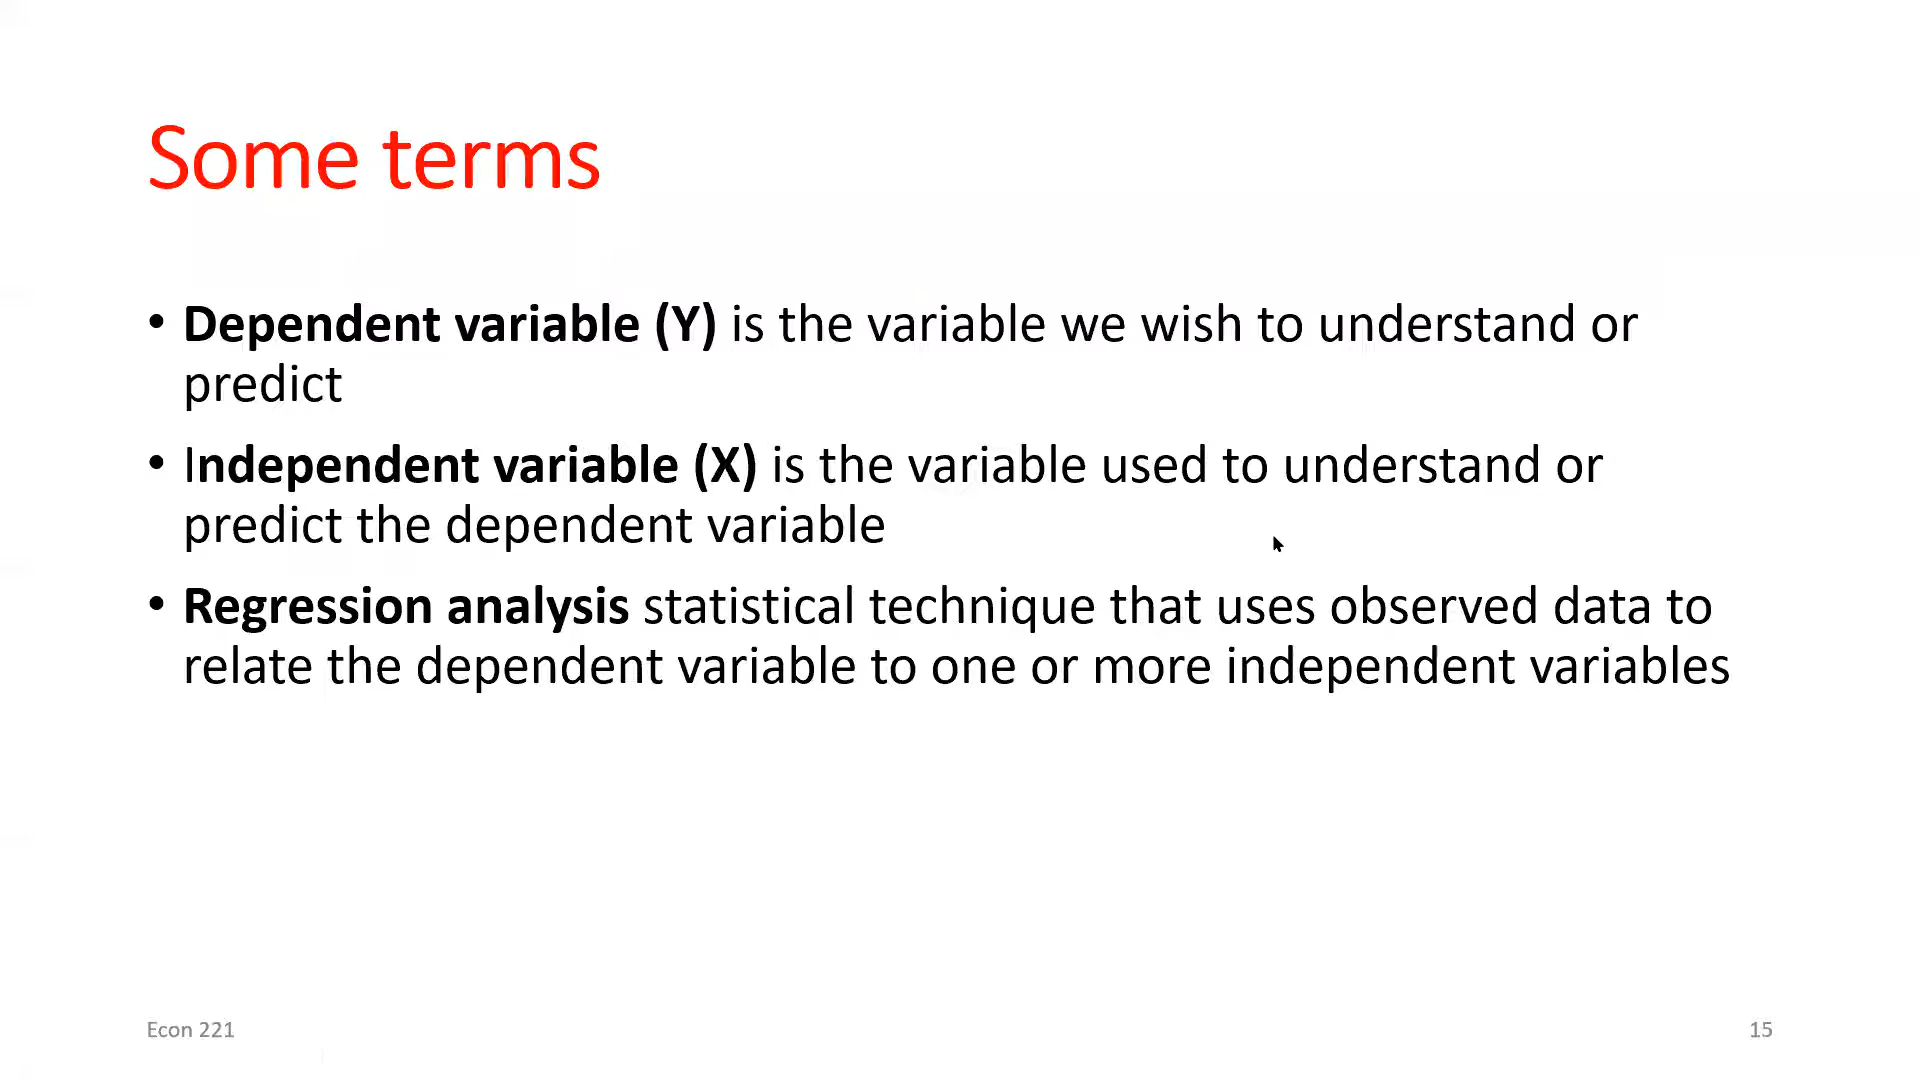 Some terms
• Dependent variable (Y) is the variable we wish to understand or
predict
• Independent variable (X) is the variable used to understand or
predict the dependent variable
• Regression analysis statistical technique that uses observed data to
relate the dependent variable to one or more independent variables
Econ 221
15